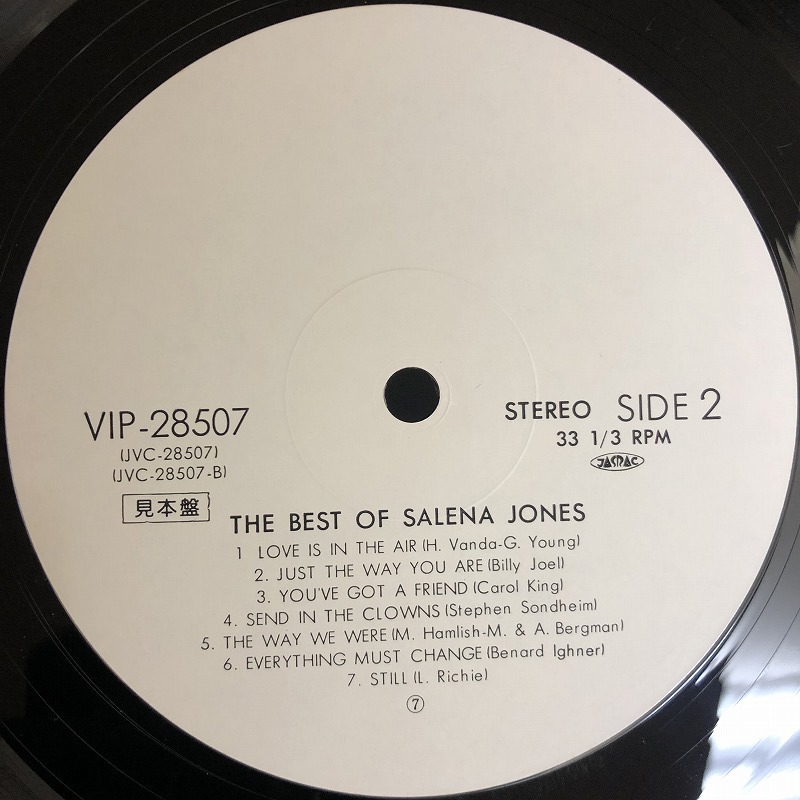 VIP-28507
(JVC-28507)
(JVC-28507-B)
見本盤
STEREO SIDE 2
33 1/3 RPM
JASRAC
THE BEST OF SALENA JONES
1 LOVE IS IN THE AIR (H. Vanda-G. Young)
2. JUST THE WAY YOU ARE (Billy Joel)
3. YOU'VE GOT A FRIEND (Carol King)
4. SEND IN THE CLOWNS (Stephen Sondheim)
5. THE WAY WE WERE (M. Hamlish-M. & A. Bergman)
6. EVERYTHING MUST CHANGE (Benard Ighner)
7. STILL (L. Richie)
⑦